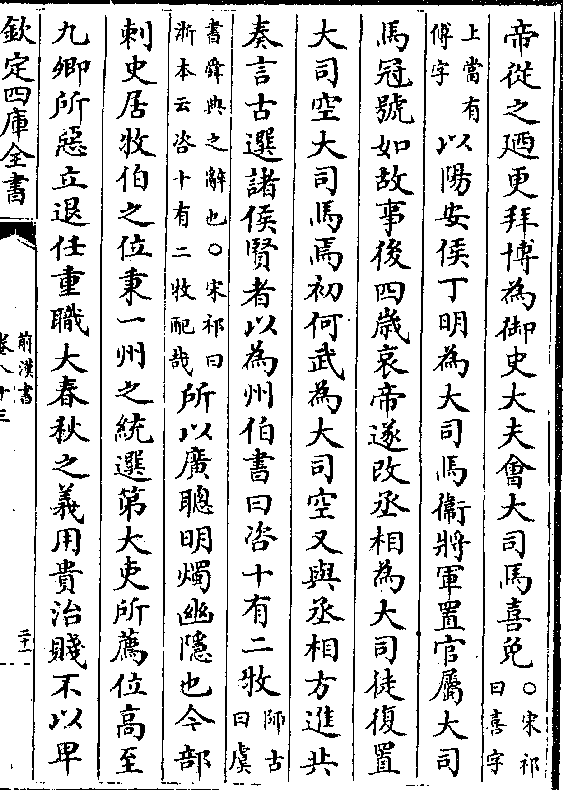 帝從之廼更拜博為御史大夫會大司馬喜免○宋祁曰喜字
上當有傅字以陽安侯丁明為大司馬衞將軍置官屬大司
馬冠號如故事後四歲哀帝遂改丞相為大司徒復置
大司空大司馬焉初何武為大司空又與丞相方進共
奏言古選諸侯賢者以為州伯書曰咨十有二牧師古曰虞
書舜典之辭也○宋祁曰浙本云咨十有二牧配哉所以廣聰明燭幽隱也今部
刺史居牧伯之位秉一州之統選第大吏所薦位高至
九卿所惡立退任重職大春秋之義用貴治賤不以卑
欽定四庫全書
前漢書
卷八十三
二十